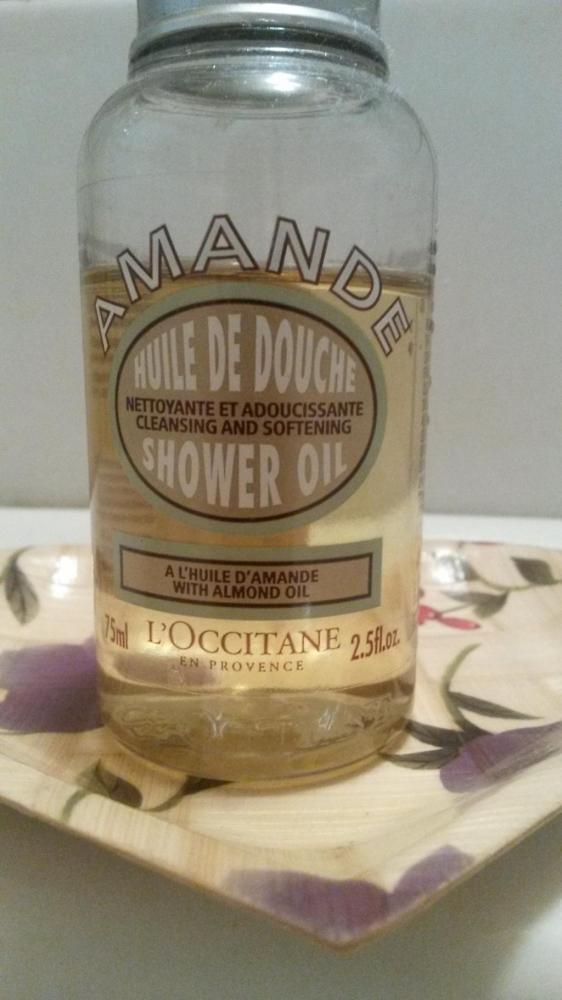 AMANDE
HUILE DE DOUCHE
NETTOYANTE ET ADOUCISSANTE
CLEANSING AND SOFTENING
SHOWER OIL
A L'HUILE D'AMANDE
WITH ALMOND OIL
75ml L'OCCITANE 2.5fl.oz.
EN PROVENCE